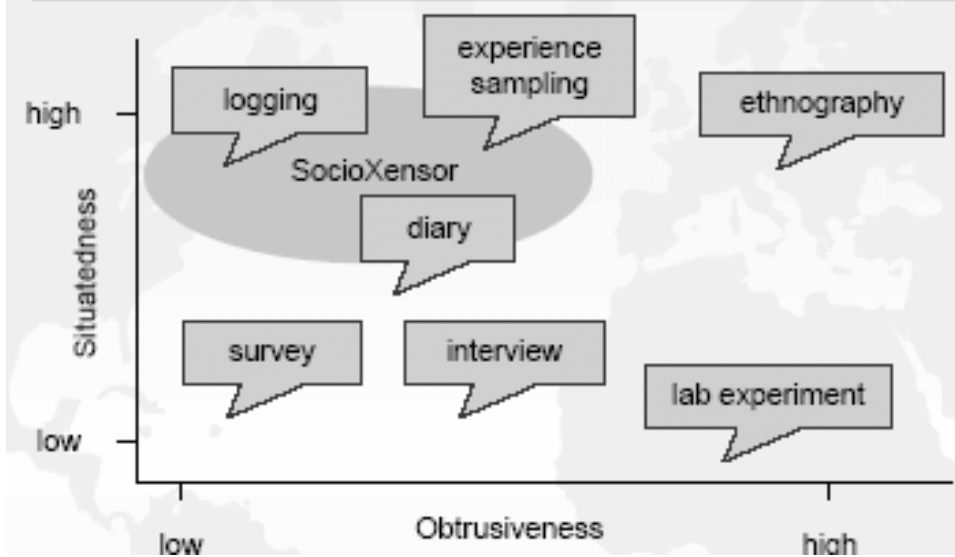 experience
sampling
logging
ethnography
high
SocioXensor
diary
Situatedness
survey
interview
lab experiment
low
Obtrusiveness
low
high